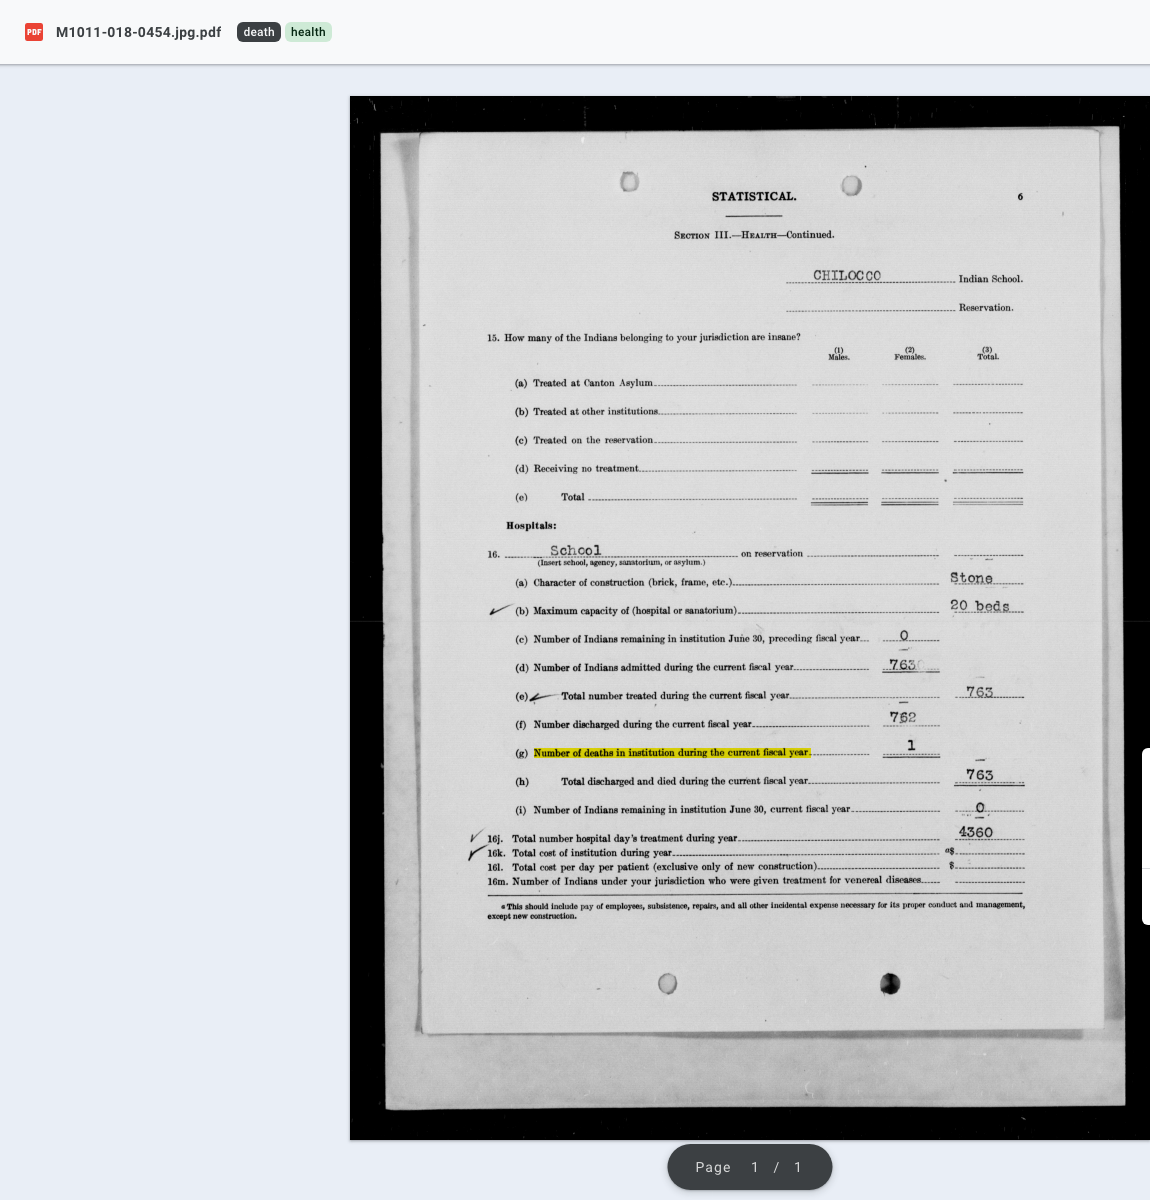 PDF M1011-018-0454.jpg.pdf death health
STATISTICAL. 6
SECTION III.—HEALTH—Continued.
CHILOCCO Indian School.
Reservation.
15. How many of the Indians belonging to your jurisdiction are insane?
(1) Males. (2) Females. (3) Total.
(a) Treated at Canton Asylum
(b) Treated at other institutions
(c) Treated on the reservation
(d) Receiving no treatment
(e) Total
Hospitals:
16. School on reservation
(Insert school, agency, sanatorium, or asylum.)
(a) Character of construction (brick, frame, etc.) Stone
(b) Maximum capacity of (hospital or sanatorium) 20 beds
(c) Number of Indians remaining in institution June 30, preceding fiscal year 0
(d) Number of Indians admitted during the current fiscal year 763
(e) Total number treated during the current fiscal year 763
(f) Number discharged during the current fiscal year 762
(g) Number of deaths in institution during the current fiscal year 1
(h) Total discharged and died during the current fiscal year 763
(i) Number of Indians remaining in institution June 30, current fiscal year 0
16j. Total number hospital day's treatment during year 4360
16k. Total cost of institution during year *$
16l. Total cost per day per patient (exclusive only of new construction) $
16m. Number of Indians under your jurisdiction who were given treatment for venereal diseases
*This should include pay of employees, subsistence, repairs, and all other incidental expense necessary for its proper conduct and management,
except new construction.
Page 1 / 1